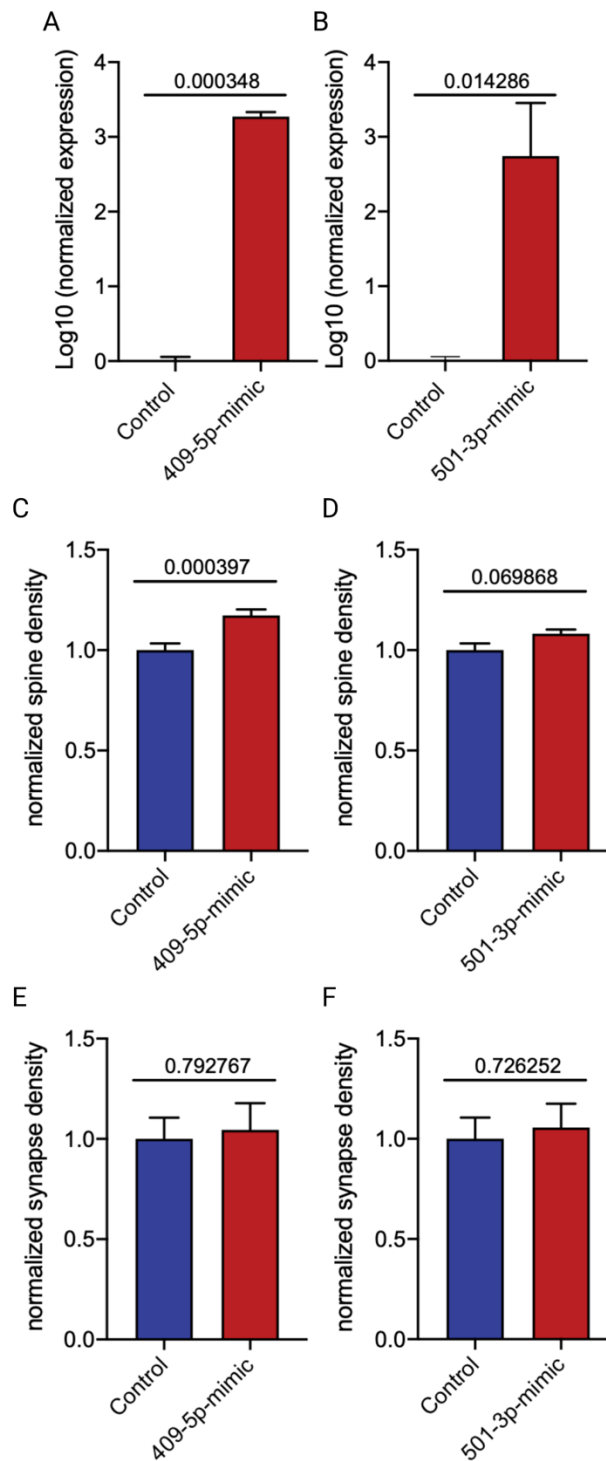 A
Log10 (normalized expression)
4
3
2
1
0
0.000348
Control
409-5p-mimic
B
Log10 (normalized expression)
4
3
2
1
0
0.014286
Control
501-3p-mimic
C
normalized spine density
1.5
1.0
0.5
0.0
0.000397
Control
409-5p-mimic
D
normalized spine density
1.5
1.0
0.5
0.0
0.069868
Control
501-3p-mimic
E
normalized synapse density
1.5
1.0
0.5
0.0
0.792767
Control
409-5p-mimic
F
normalized synapse density
1.5
1.0
0.5
0.0
0.726252
Control
501-3p-mimic